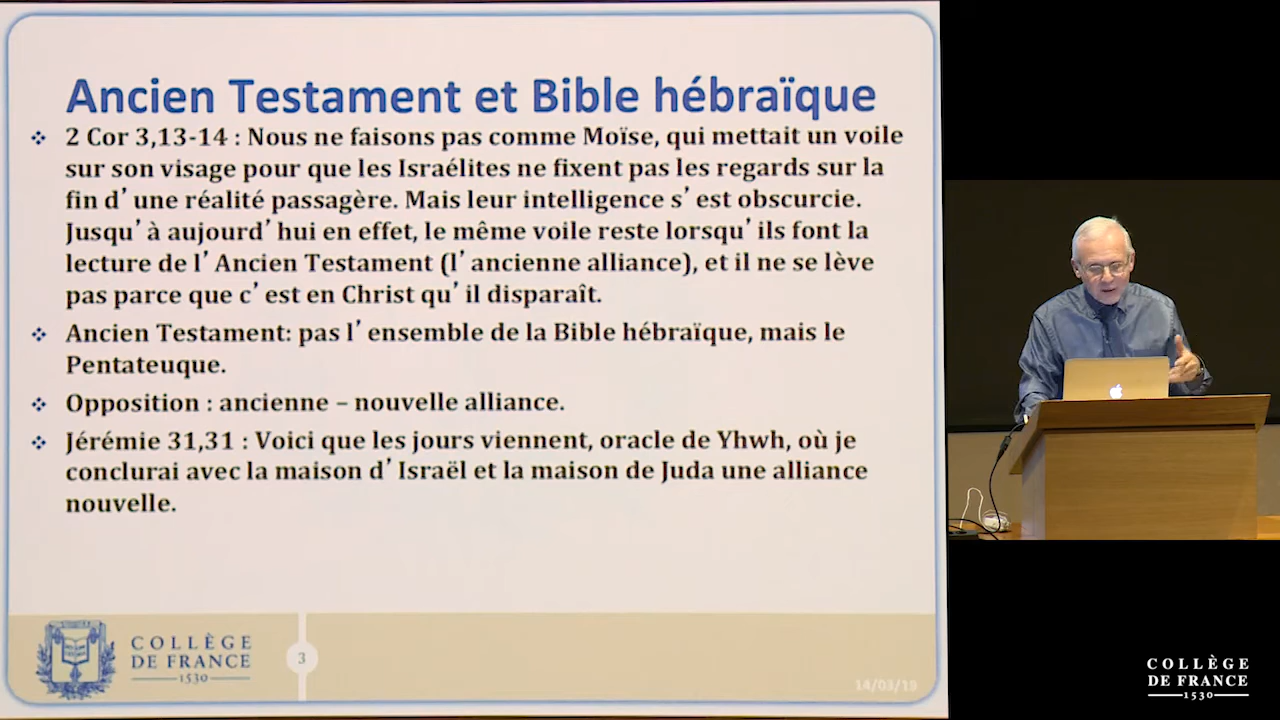 Ancien Testament et Bible hébraïque
❖ 2 Cor 3,13-14 : Nous ne faisons pas comme Moïse, qui mettait un voile
sur son visage pour que les Israélites ne fixent pas les regards sur la
fin d’une réalité passagère. Mais leur intelligence s’est obscurcie.
Jusqu’à aujourd’hui en effet, le même voile reste lorsqu’ils font la
lecture de l’Ancien Testament (l’ancienne alliance), et il ne se lève
pas parce que c’est en Christ qu’il disparaît.
❖ Ancien Testament: pas l’ensemble de la Bible hébraïque, mais le
Pentateuque.
❖ Opposition : ancienne – nouvelle alliance.
❖ Jérémie 31,31 : Voici que les jours viennent, oracle de Yhwh, où je
conclurai avec la maison d’Israël et la maison de Juda une alliance
nouvelle.
COLLÈGE
DE FRANCE
1530
3
14/03/19
COLLÈGE
DE FRANCE
1530